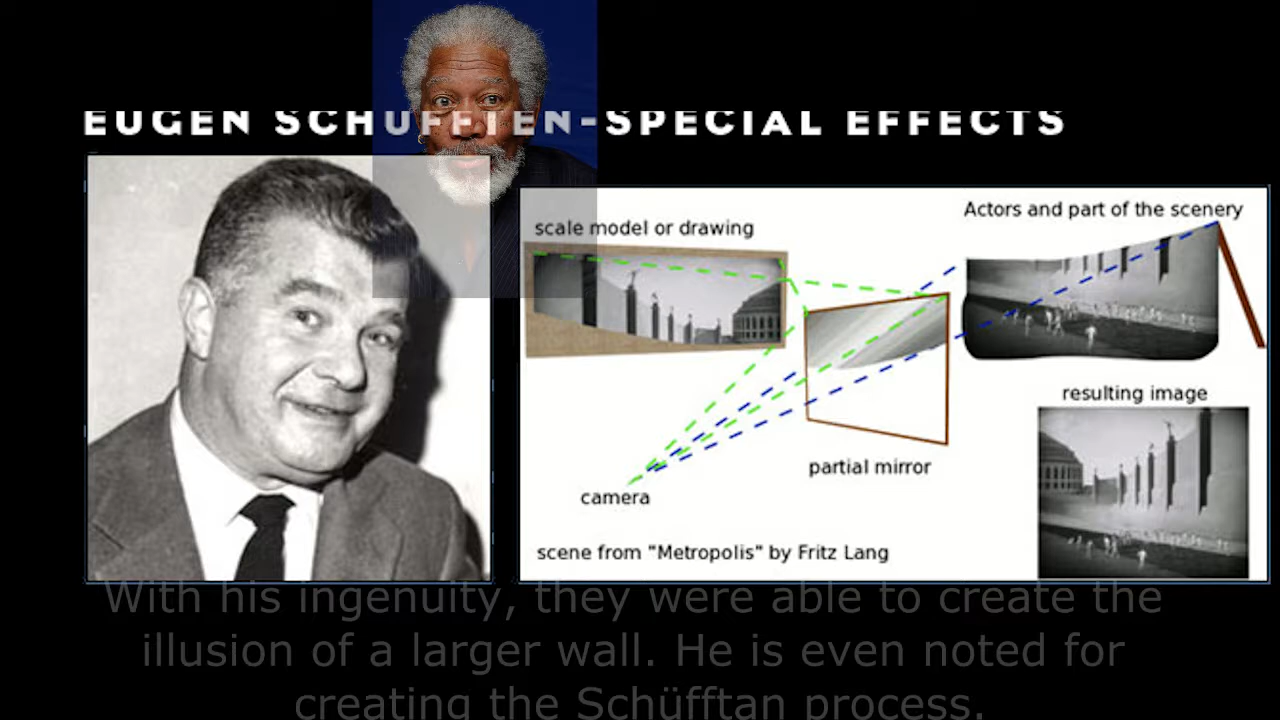 EUGEN SCHUFFTEN-SPECIAL EFFECTS
scale model or drawing
Actors and part of the scenery
resulting image
partial mirror
camera
scene from "Metropolis" by Fritz Lang
With his ingenuity, they were able to create the
illusion of a larger wall. He is even noted for
creating the Schüfftan process.